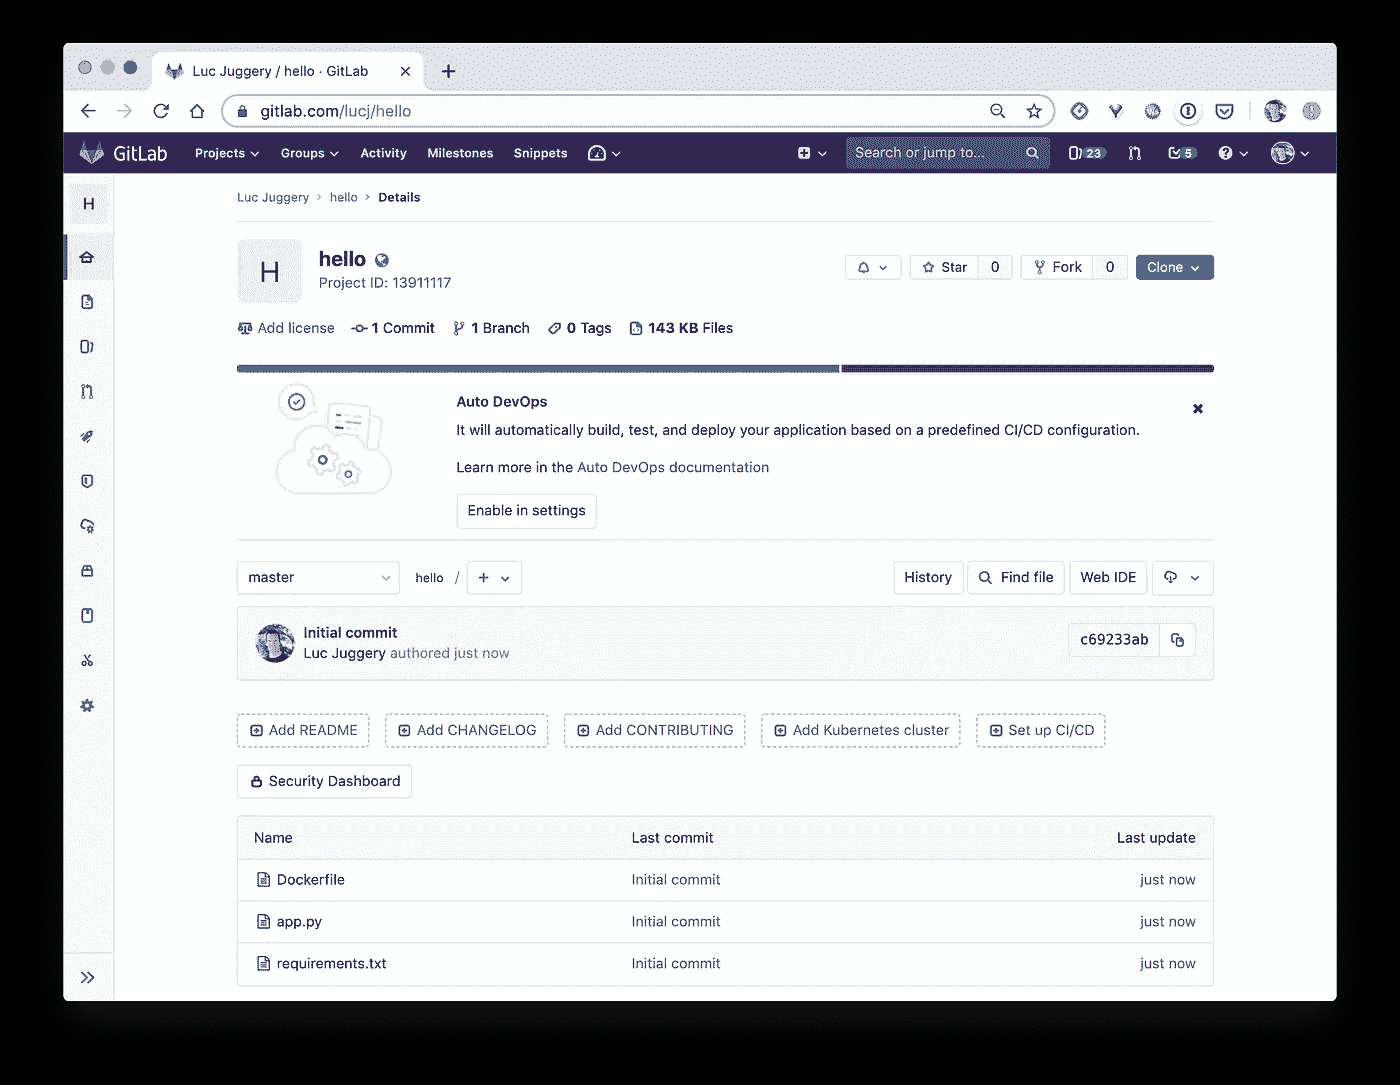 Luc Juggery / hello · GitLab
gitlab.com/lucj/hello
GitLab Projects Groups Activity Milestones Snippets Search or jump to... 23 5
H
Luc Juggery > hello > Details
H
hello
Project ID: 13911117
Star 0 Fork 0 Clone
Add license 1 Commit 1 Branch 0 Tags 143 KB Files
Auto DevOps
It will automatically build, test, and deploy your application based on a predefined CI/CD configuration.
Learn more in the Auto DevOps documentation
Enable in settings
master hello / + History Find file Web IDE
Initial commit
Luc Juggery authored just now
c69233ab
Add README Add CHANGELOG Add CONTRIBUTING Add Kubernetes cluster Set up CI/CD
Security Dashboard
Name Last commit Last update
Dockerfile Initial commit just now
app.py Initial commit just now
requirements.txt Initial commit just now